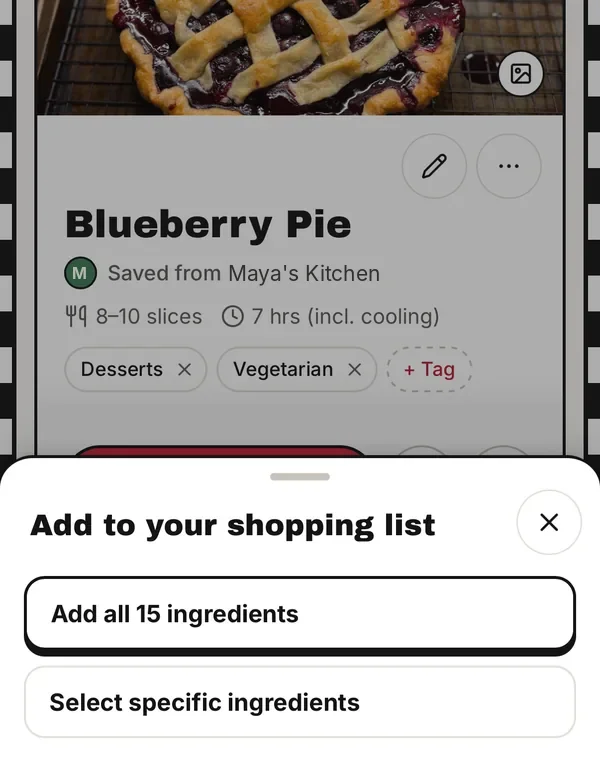 Blueberry Pie
M Saved from Maya's Kitchen
8–10 slices 7 hrs (incl. cooling)
Desserts Vegetarian + Tag
Add to your shopping list
Add all 15 ingredients
Select specific ingredients